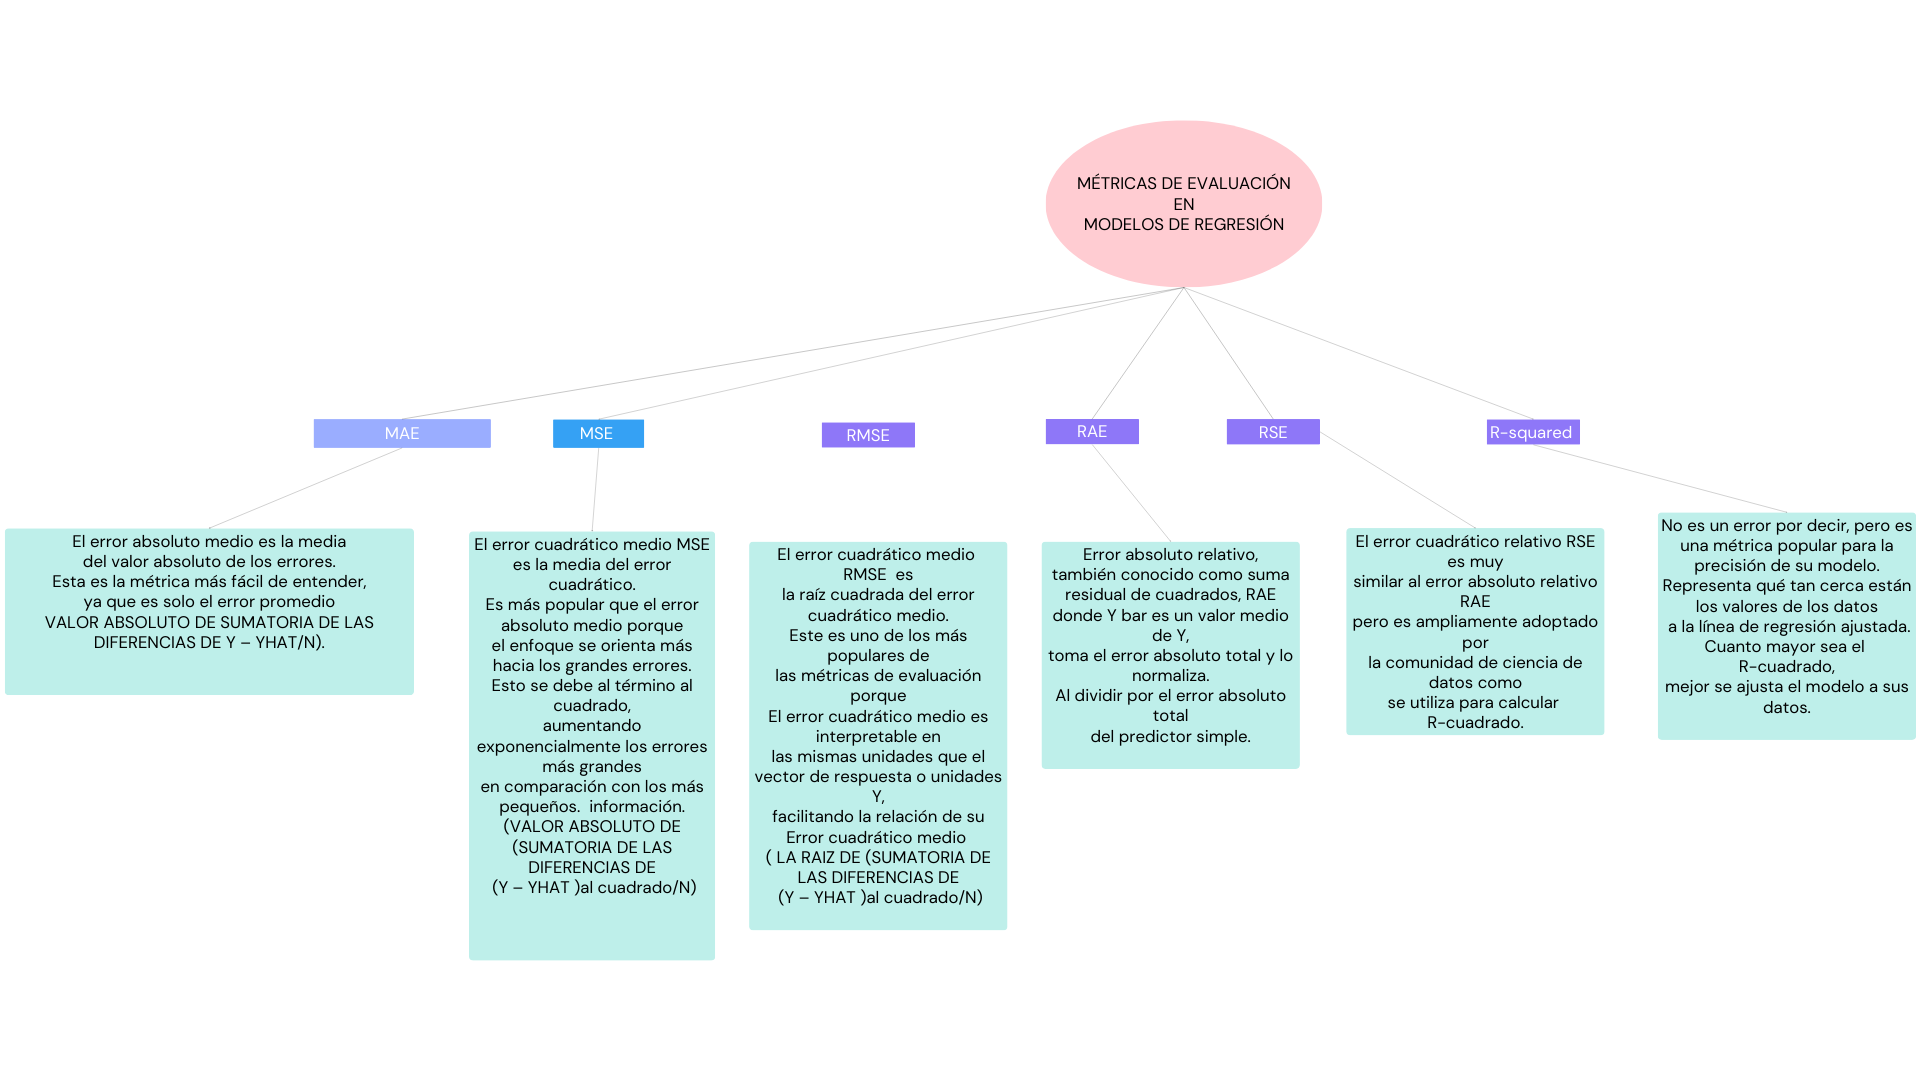 MÉTRICAS DE EVALUACIÓN
EN
MODELOS DE REGRESIÓN
MAE
MSE
RMSE
RAE
RSE
R-squared
El error absoluto medio es la media
del valor absoluto de los errores.
Esta es la métrica más fácil de entender,
ya que es solo el error promedio
VALOR ABSOLUTO DE SUMATORIA DE LAS
DIFERENCIAS DE Y – YHAT/N).
El error cuadrático medio MSE
es la media del error
cuadrático.
Es más popular que el error
absoluto medio porque
el enfoque se orienta más
hacia los grandes errores.
Esto se debe al término al
cuadrado,
aumentando
exponencialmente los errores
más grandes
en comparación con los más
pequeños.  información.
(VALOR ABSOLUTO DE
(SUMATORIA DE LAS
DIFERENCIAS DE
(Y – YHAT )al cuadrado/N)
El error cuadrático medio
RMSE  es
la raíz cuadrada del error
cuadrático medio.
Este es uno de los más
populares de
las métricas de evaluación
porque
El error cuadrático medio es
interpretable en
las mismas unidades que el
vector de respuesta o unidades
Y,
facilitando la relación de su
Error cuadrático medio
( LA RAIZ DE (SUMATORIA DE
LAS DIFERENCIAS DE
(Y – YHAT )al cuadrado/N)
Error absoluto relativo,
también conocido como suma
residual de cuadrados, RAE
donde Y bar es un valor medio
de Y,
toma el error absoluto total y lo
normaliza.
Al dividir por el error absoluto
total
del predictor simple.
El error cuadrático relativo RSE
es muy
similar al error absoluto relativo
RAE
pero es ampliamente adoptado
por
la comunidad de ciencia de
datos como
se utiliza para calcular
R-cuadrado.
No es un error por decir, pero es
una métrica popular para la
precisión de su modelo.
Representa qué tan cerca están
los valores de los datos
a la línea de regresión ajustada.
Cuanto mayor sea el
R-cuadrado,
mejor se ajusta el modelo a sus
datos.